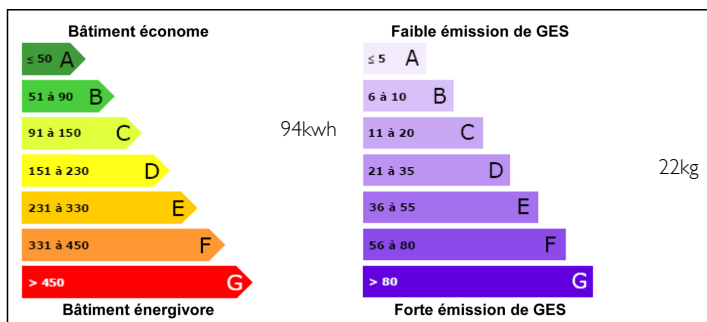 Bâtiment économe
≤ 50 A
51 à 90 B
91 à 150 C
94kwh
151 à 230 D
231 à 330 E
331 à 450 F
> 450 G
Bâtiment énergivore
Faible émission de GES
≤ 5 A
6 à 10 B
11 à 20 C
21 à 35 D
22kg
36 à 55 E
56 à 80 F
> 80 G
Forte émission de GES